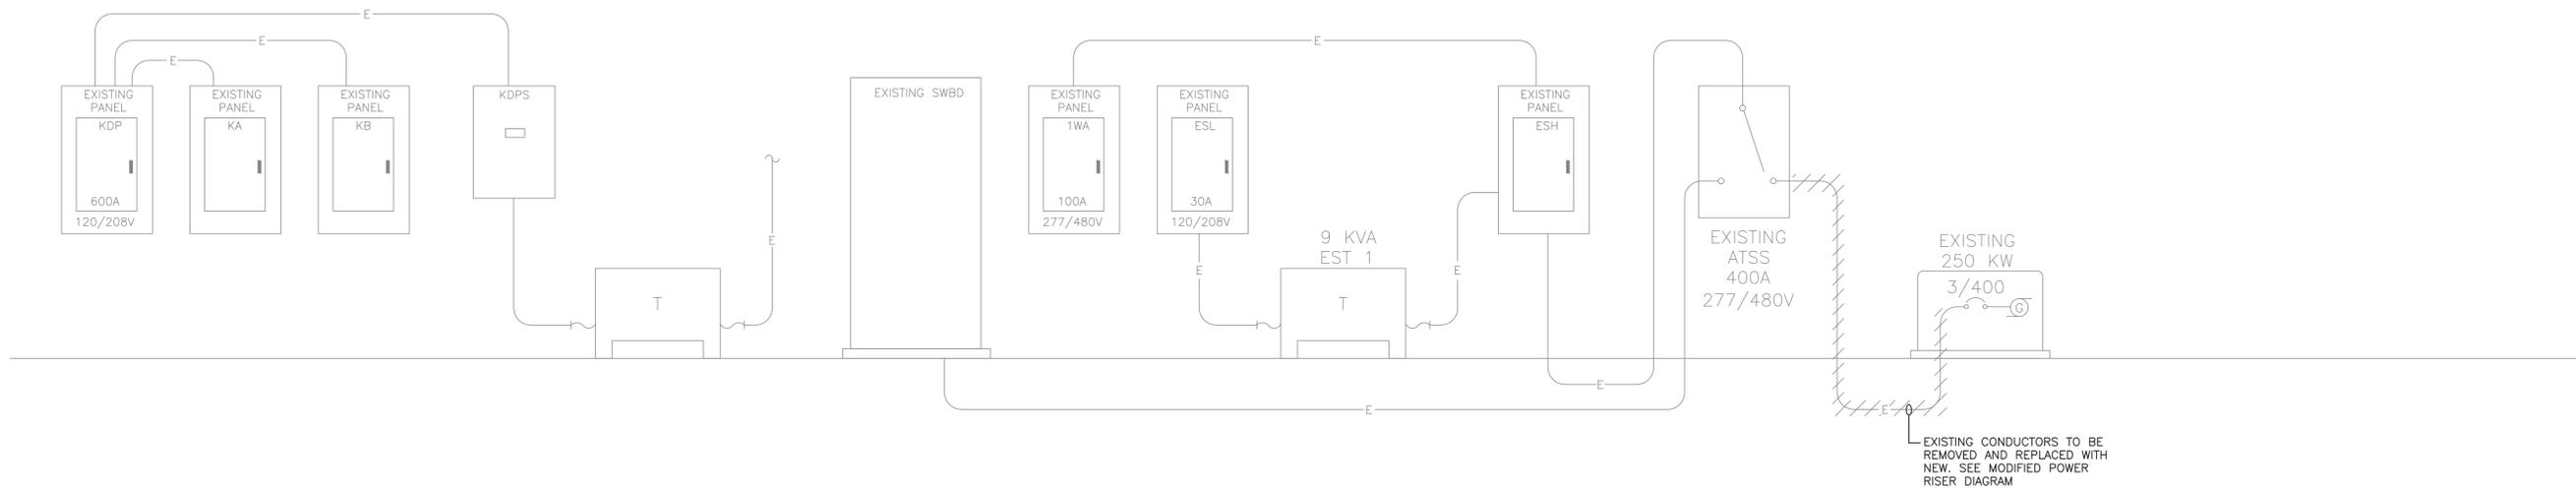 E
E
E
EXISTING
PANEL
KDP
600A
120/208V
EXISTING
PANEL
KA
EXISTING
PANEL
KB
KDPS
T
E
EXISTING SWBD
E
EXISTING
PANEL
1WA
100A
277/480V
EXISTING
PANEL
ESL
30A
120/208V
E
9 KVA
EST 1
T
E
EXISTING
PANEL
ESH
E
E
EXISTING
ATSS
400A
277/480V
EXISTING
250 KW
3/400
G
E
EXISTING CONDUCTORS TO BE
REMOVED AND REPLACED WITH
NEW. SEE MODIFIED POWER
RISER DIAGRAM